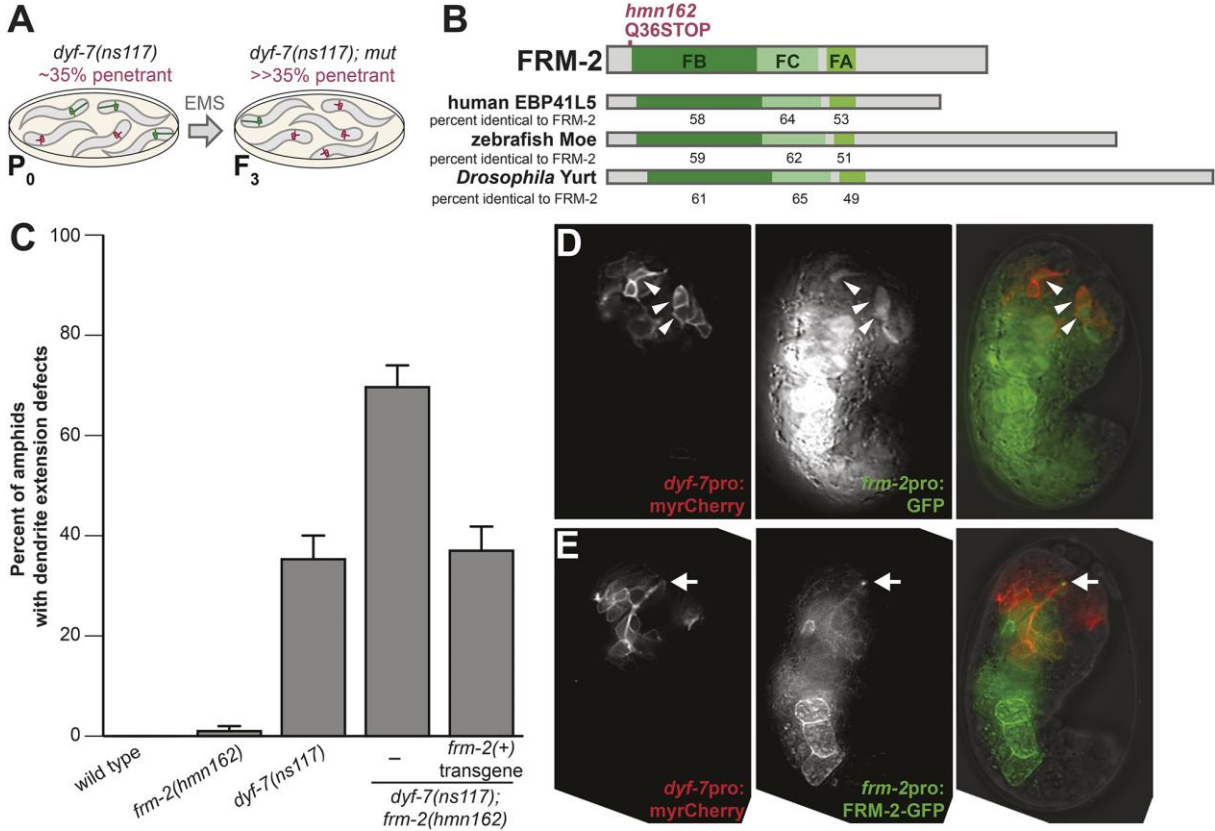 A
dyf-7(ns117)
~35% penetrant
EMS
dyf-7(ns117); mut
>>35% penetrant
P0
F3
B
hmn162
Q36STOP
FRM-2
FB
FC
FA
human EBP41L5
percent identical to FRM-2
58
64
53
zebrafish Moe
percent identical to FRM-2
59
62
51
Drosophila Yurt
percent identical to FRM-2
61
65
49
C
Percent of amphids
with dendrite extension defects
100
80
60
40
20
0
wild type
frm-2(hmn162)
dyf-7(ns117)
–
frm-2(+)
transgene
dyf-7(ns117);
frm-2(hmn162)
D
dyf-7pro:
myrCherry
frm-2pro:
GFP
E
dyf-7pro:
myrCherry
frm-2pro:
FRM-2-GFP